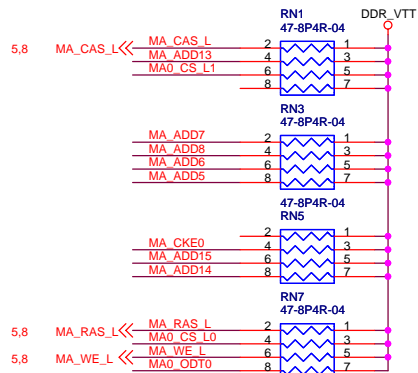 DDR_VTT
RN1
47-8P4R-04
5,8 MA_CAS_L MA_CAS_L 2 1
MA_ADD13 4 3
MA0_CS_L1 6 5
8 7
RN3
47-8P4R-04
MA_ADD7 2 1
MA_ADD8 4 3
MA_ADD6 6 5
MA_ADD5 8 7
47-8P4R-04
RN5
2 1
MA_CKE0 4 3
MA_ADD15 6 5
MA_ADD14 8 7
RN7
47-8P4R-04
5,8 MA_RAS_L MA_RAS_L 2 1
MA0_CS_L0 4 3
5,8 MA_WE_L MA_WE_L 6 5
MA0_ODT0 8 7